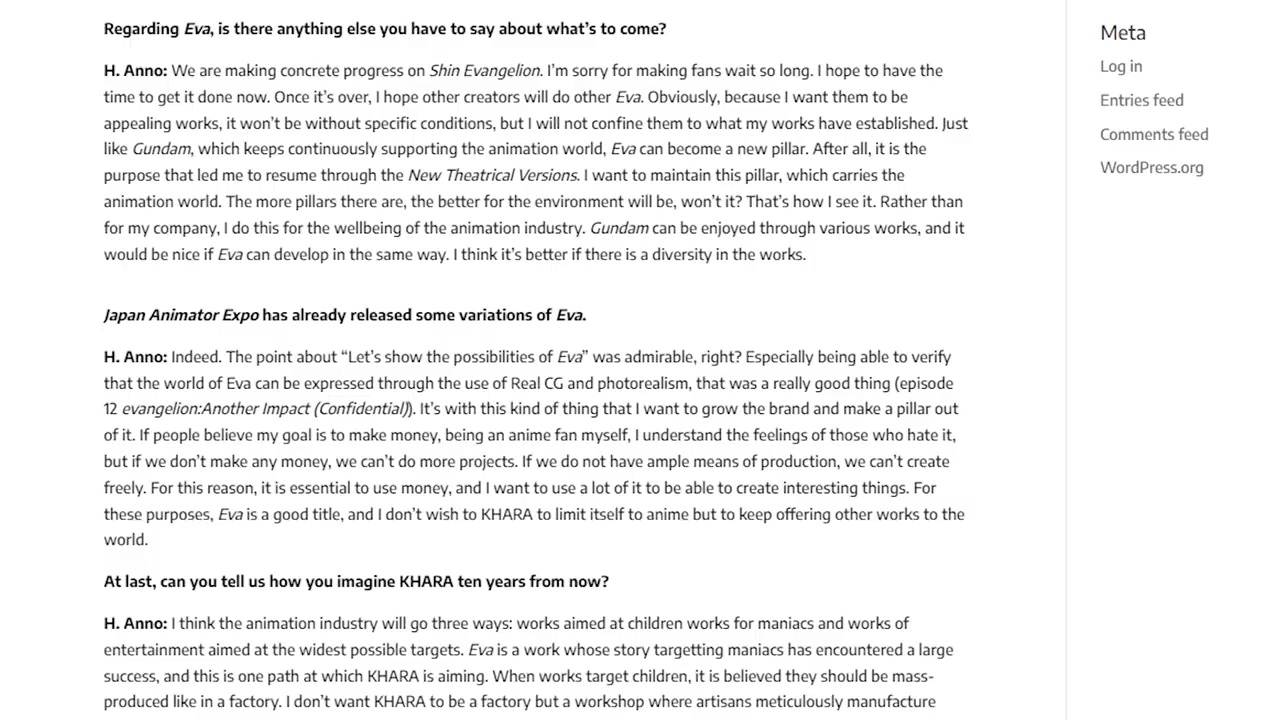 Regarding Eva, is there anything else you have to say about what's to come?
H. Anno: We are making concrete progress on Shin Evangelion. I'm sorry for making fans wait so long. I hope to have the
time to get it done now. Once it's over, I hope other creators will do other Eva. Obviously, because I want them to be
appealing works, it won't be without specific conditions, but I will not confine them to what my works have established. Just
like Gundam, which keeps continuously supporting the animation world, Eva can become a new pillar. After all, it is the
purpose that led me to resume through the New Theatrical Versions. I want to maintain this pillar, which carries the
animation world. The more pillars there are, the better for the environment will be, won't it? That's how I see it. Rather than
for my company, I do this for the wellbeing of the animation industry. Gundam can be enjoyed through various works, and it
would be nice if Eva can develop in the same way. I think it's better if there is a diversity in the works.
Japan Animator Expo has already released some variations of Eva.
H. Anno: Indeed. The point about “Let's show the possibilities of Eva” was admirable, right? Especially being able to verify
that the world of Eva can be expressed through the use of Real CG and photorealism, that was a really good thing (episode
12 evangelion:Another Impact (Confidential)). It's with this kind of thing that I want to grow the brand and make a pillar out
of it. If people believe my goal is to make money, being an anime fan myself, I understand the feelings of those who hate it,
but if we don't make any money, we can't do more projects. If we do not have ample means of production, we can't create
freely. For this reason, it is essential to use money, and I want to use a lot of it to be able to create interesting things. For
these purposes, Eva is a good title, and I don't wish to KHARA to limit itself to anime but to keep offering other works to the
world.
At last, can you tell us how you imagine KHARA ten years from now?
H. Anno: I think the animation industry will go three ways: works aimed at children works for maniacs and works of
entertainment aimed at the widest possible targets. Eva is a work whose story targetting maniacs has encountered a large
success, and this is one path at which KHARA is aiming. When works target children, it is believed they should be mass-
produced like in a factory. I don't want KHARA to be a factory but a workshop where artisans meticulously manufacture
Meta
Log in
Entries feed
Comments feed
WordPress.org